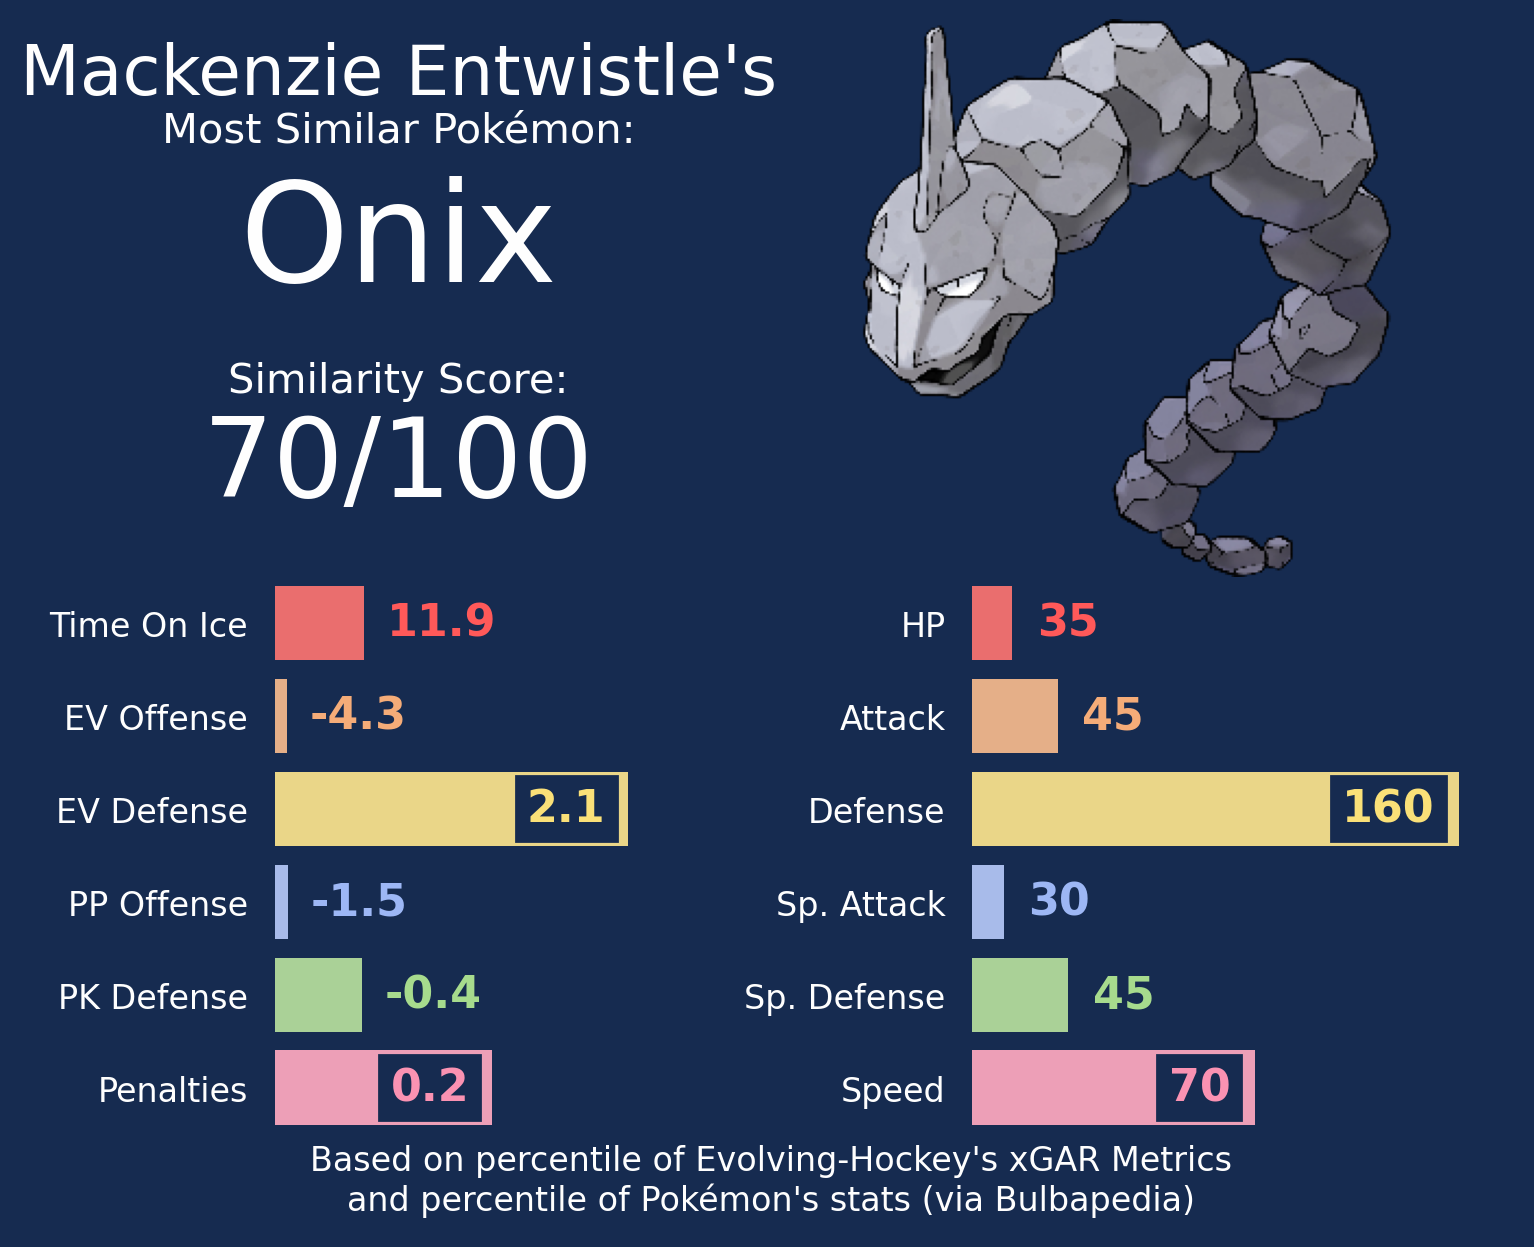 Mackenzie Entwistle's
Most Similar Pokémon:
Onix
Similarity Score:
70/100
Time On Ice 11.9
EV Offense -4.3
EV Defense 2.1
PP Offense -1.5
PK Defense -0.4
Penalties 0.2
HP 35
Attack 45
Defense 160
Sp. Attack 30
Sp. Defense 45
Speed 70
Based on percentile of Evolving-Hockey's xGAR Metrics
and percentile of Pokémon's stats (via Bulbapedia)